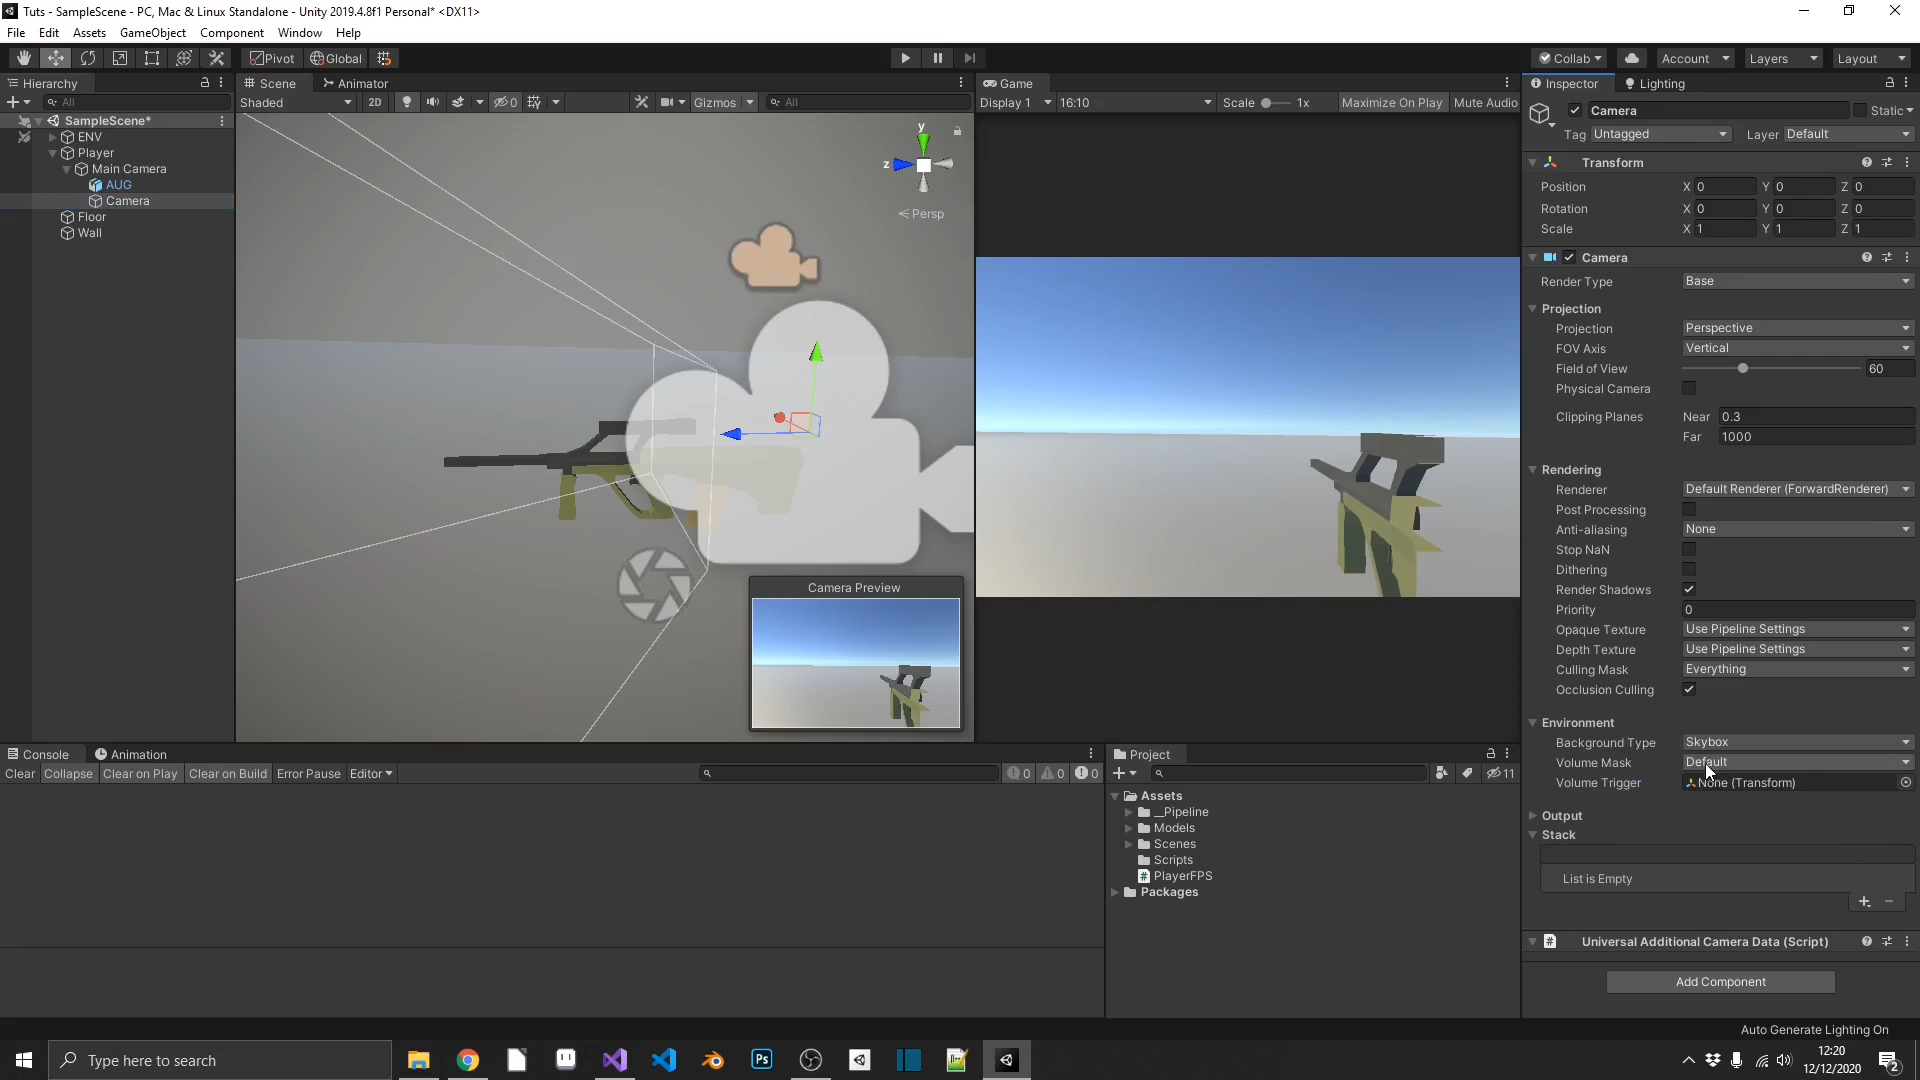 Tuts - SampleScene - PC, Mac & Linux Standalone - Unity 2019.4.8f1 Personal* <DX11>
File Edit Assets GameObject Component Window Help
Pivot Global Collab Account Layers Layout
Hierarchy
All
SampleScene*
ENV
Player
Main Camera
AUG
Camera
Floor
Wall
Scene Animator
Shaded 2D 0 Gizmos All
y
z
Persp
Camera Preview
Game
Display 1 16:10 Scale 1x Maximize On Play Mute Audio
Inspector Lighting
Camera Static
Tag Untagged Layer Default
Transform
Position X 0 Y 0 Z 0
Rotation X 0 Y 0 Z 0
Scale X 1 Y 1 Z 1
Camera
Render Type Base
Projection
Projection Perspective
FOV Axis Vertical
Field of View 60
Physical Camera
Clipping Planes Near 0.3
Far 1000
Rendering
Renderer Default Renderer (ForwardRenderer)
Post Processing
Anti-aliasing None
Stop NaN
Dithering
Render Shadows
Priority 0
Opaque Texture Use Pipeline Settings
Depth Texture Use Pipeline Settings
Culling Mask Everything
Occlusion Culling
Environment
Background Type Skybox
Volume Mask Default
Volume Trigger None (Transform)
Output
Stack
List is Empty
Universal Additional Camera Data (Script)
Add Component
Console Animation
Clear Collapse Clear on Play Clear on Build Error Pause Editor 0 0 0
Project
11
Assets
__Pipeline
Models
Scenes
Scripts
PlayerFPS
Packages
Auto Generate Lighting On
Type here to search
Ps
12:20
12/12/2020
2